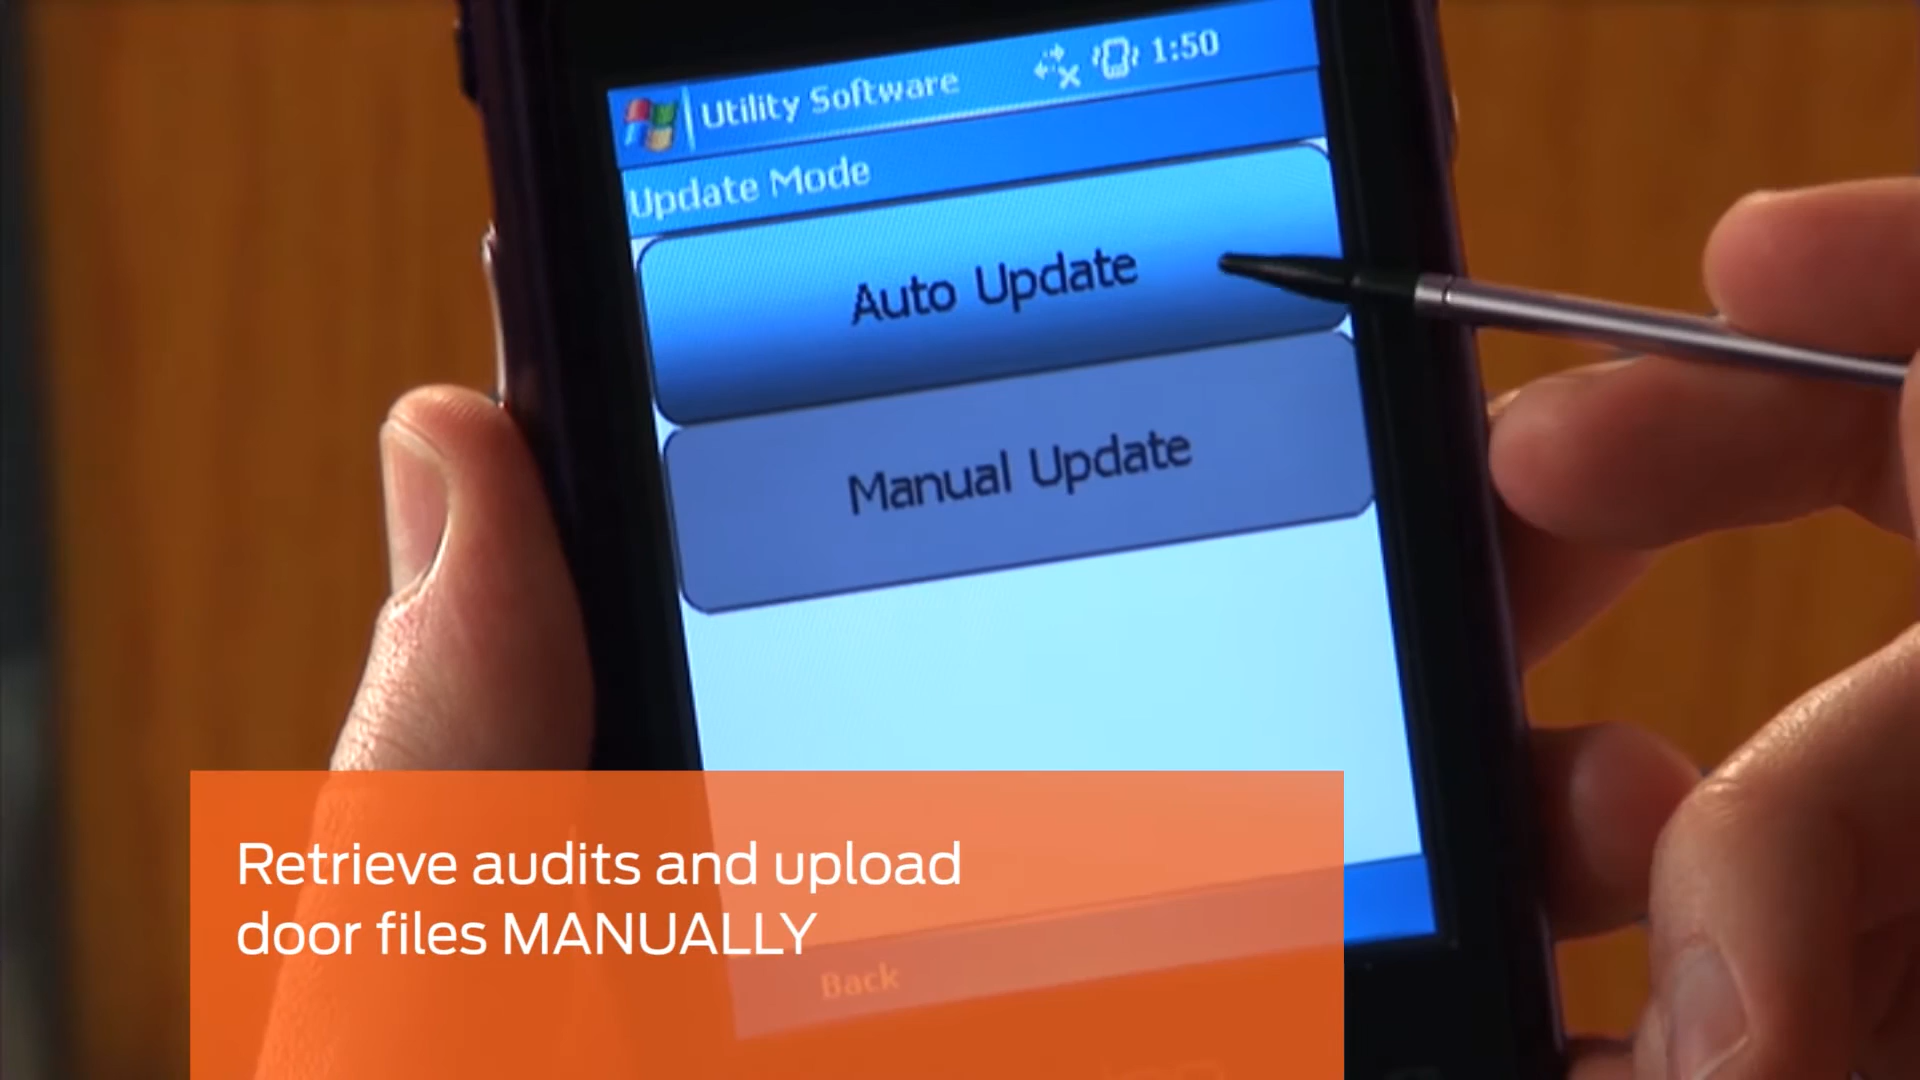 Utility Software 1:50
Update Mode
Auto Update
Manual Update
Retrieve audits and upload
door files MANUALLY
Back